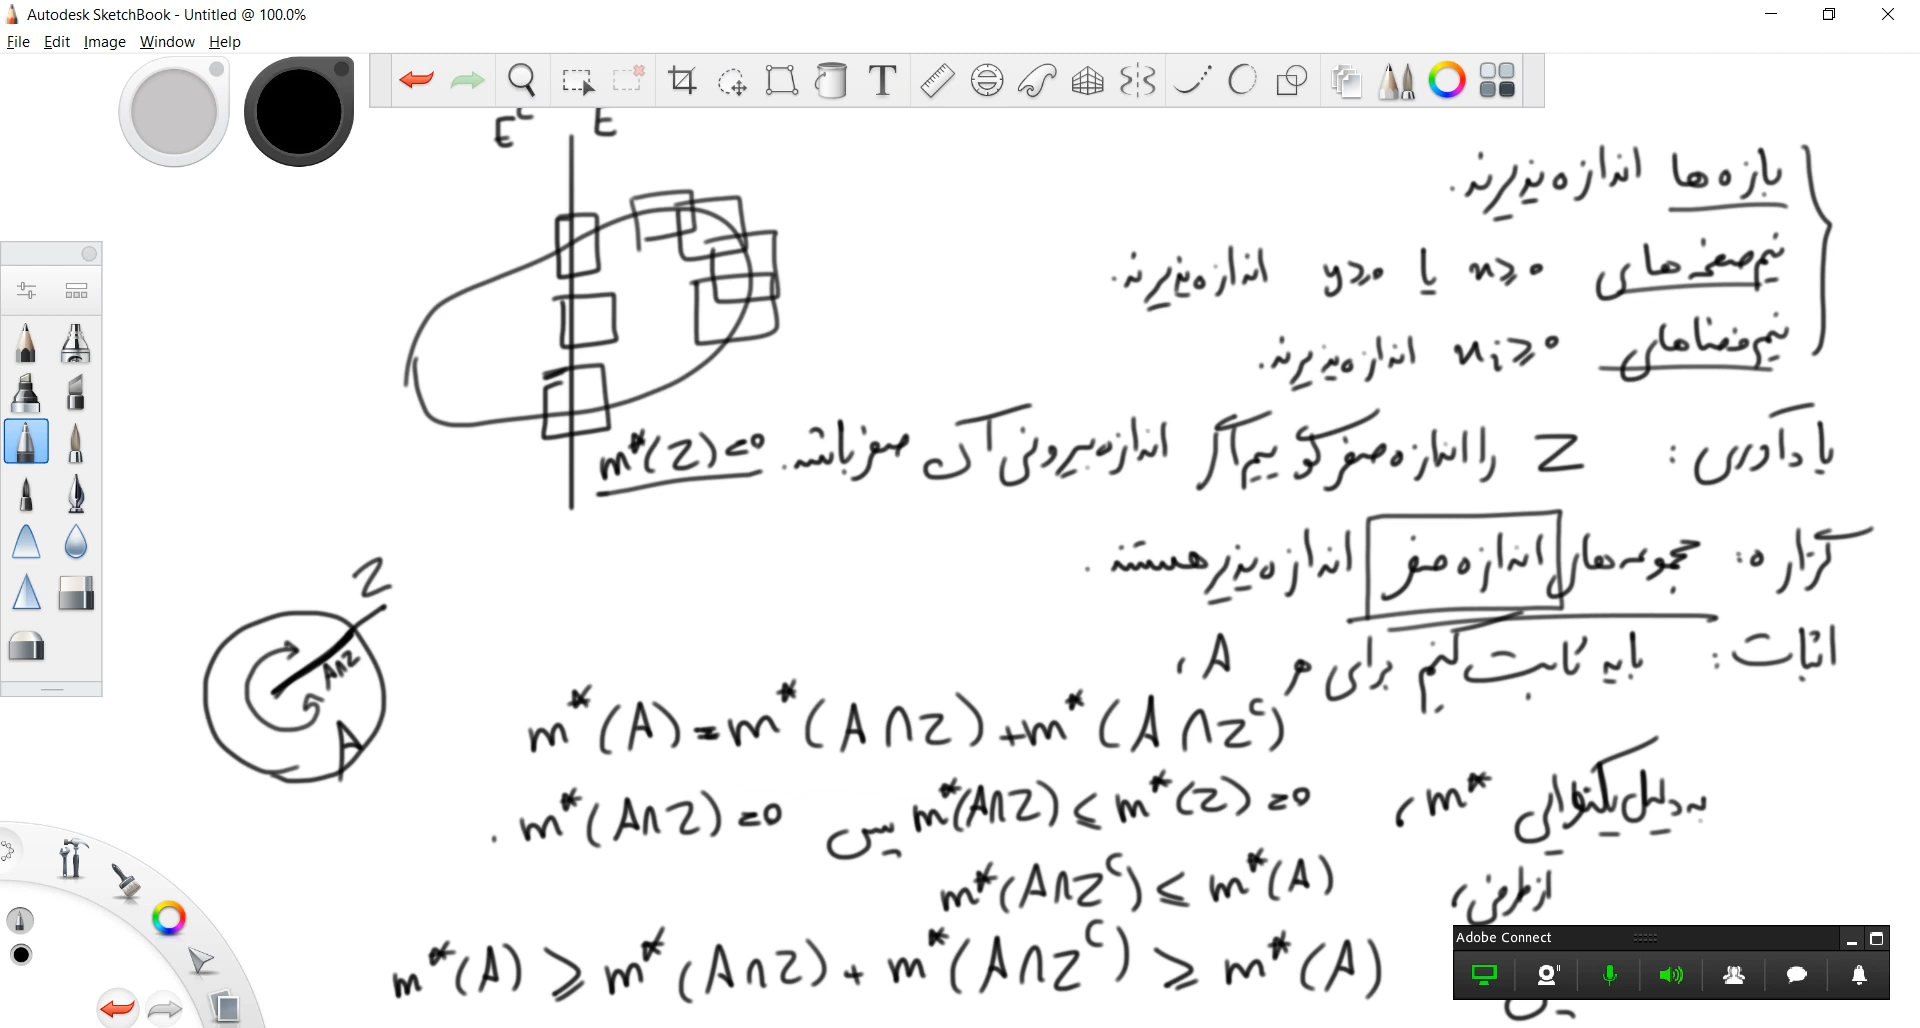 Autodesk SketchBook - Untitled @ 100.0%
File Edit Image Window Help
E^c E
بازه‌ها اندازه‌پذیرند.
نیم‌صفحه‌های x≥0 یا y≥0 اندازه‌پذیرند.
نیم‌فضاهای x_i≥0 اندازه‌پذیرند.
یادآوری: Z را اندازه صفر گوییم اگر اندازه بیرونی آن صفر باشد. m*(Z)=0
گزاره: مجموعه‌های اندازه صفر اندازه‌پذیر هستند.
اثبات: باید ثابت کنیم برای هر A،
m*(A)=m*(A∩Z)+m*(A∩Z^c)
به دلیل یکنوایی m*، m*(A∩Z)≤m*(Z)=0 پس m*(A∩Z)=0.
از طرفی، m*(A∩Z^c)≤m*(A)
m*(A)≥m*(A∩Z)+m*(A∩Z^c)≥m*(A)
Z
A∩Z
A
Adobe Connect